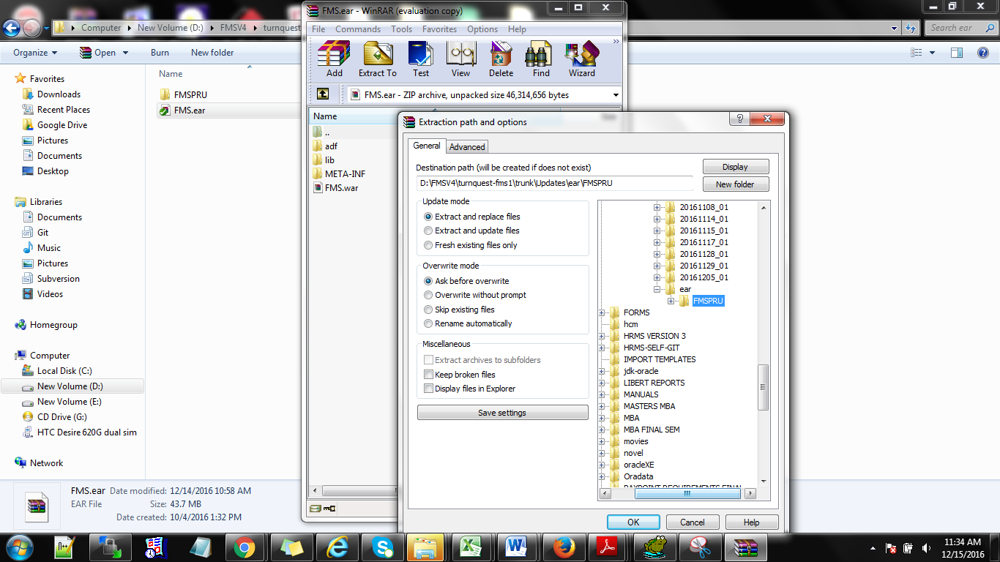 FMS.ear - WinRAR (evaluation copy)
Computer
New Volume (D:)
FMSV4
turnquest
Search ear
File
Commands
Tools
Favorites
Options
Help
Organize
Open
Burn
New folder
Add
Extract To
Test
View
Delete
Find
Wizard
FMS.ear - ZIP archive, unpacked size 46,314,656 bytes
Favorites
Downloads
Recent Places
Google Drive
Pictures
Documents
Desktop
Libraries
Documents
Git
Music
Pictures
Subversion
Videos
Homegroup
Computer
Local Disk (C:)
New Volume (D:)
New Volume (E:)
CD Drive (G:)
HTC Desire 620G dual sim
Network
Name
FMSPRU
FMS.ear
Name
..
adf
lib
META-INF
FMS.war
Extraction path and options
General
Advanced
Destination path (will be created if does not exist)
D:\FMSV4\turnquest-fms1\trunk\Updates\ear\FMSPRU
Display
New folder
Update mode
Extract and replace files
Extract and update files
Fresh existing files only
Overwrite mode
Ask before overwrite
Overwrite without prompt
Skip existing files
Rename automatically
Miscellaneous
Extract archives to subfolders
Keep broken files
Display files in Explorer
Save settings
20161108_01
20161114_01
20161115_01
20161117_01
20161128_01
20161129_01
20161205_01
ear
FMSPRU
FORMS
hcm
HRMS VERSION 3
HRMS-SELF-GIT
IMPORT TEMPLATES
jdk-oracle
LIBERT REPORTS
MANUALS
MASTERS MBA
MBA
MBA FINAL SEM
movies
novel
oracleXE
Oradata
OK
Cancel
Help
FMS.ear Date modified: 12/14/2016 10:58 AM
EAR File Size: 43.7 MB
Date created: 10/4/2016 1:32 PM
11:34 AM
12/15/2016